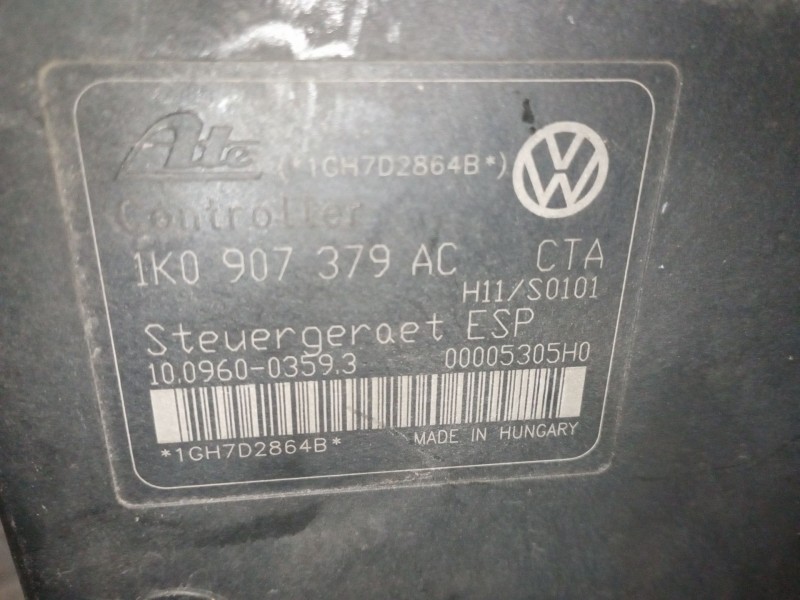 Ate (*1GH7D2864B*)
Controller
1K0 907 379 AC CTA
H11/S0101
Steuergeraet ESP
10.0960-0359.3 00005305H0
*1GH7D2864B* MADE IN HUNGARY